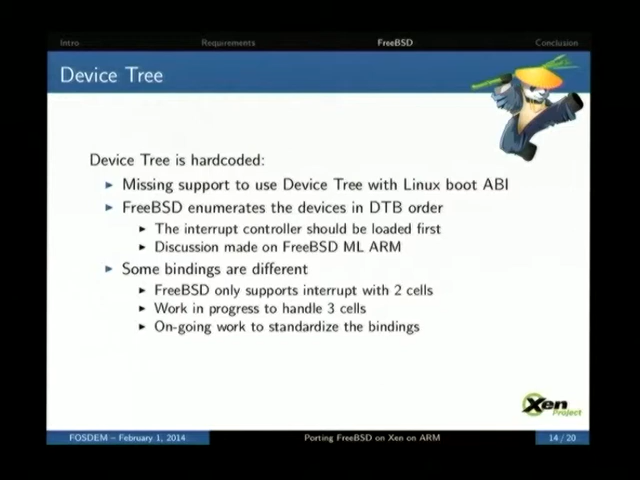 Intro Requirements FreeBSD Conclusion
Device Tree
Device Tree is hardcoded:
Missing support to use Device Tree with Linux boot ABI
FreeBSD enumerates the devices in DTB order
The interrupt controller should be loaded first
Discussion made on FreeBSD ML ARM
Some bindings are different
FreeBSD only supports interrupt with 2 cells
Work in progress to handle 3 cells
On-going work to standardize the bindings
Xen
Project
FOSDEM – February 1, 2014 Porting FreeBSD on Xen on ARM 14 / 20